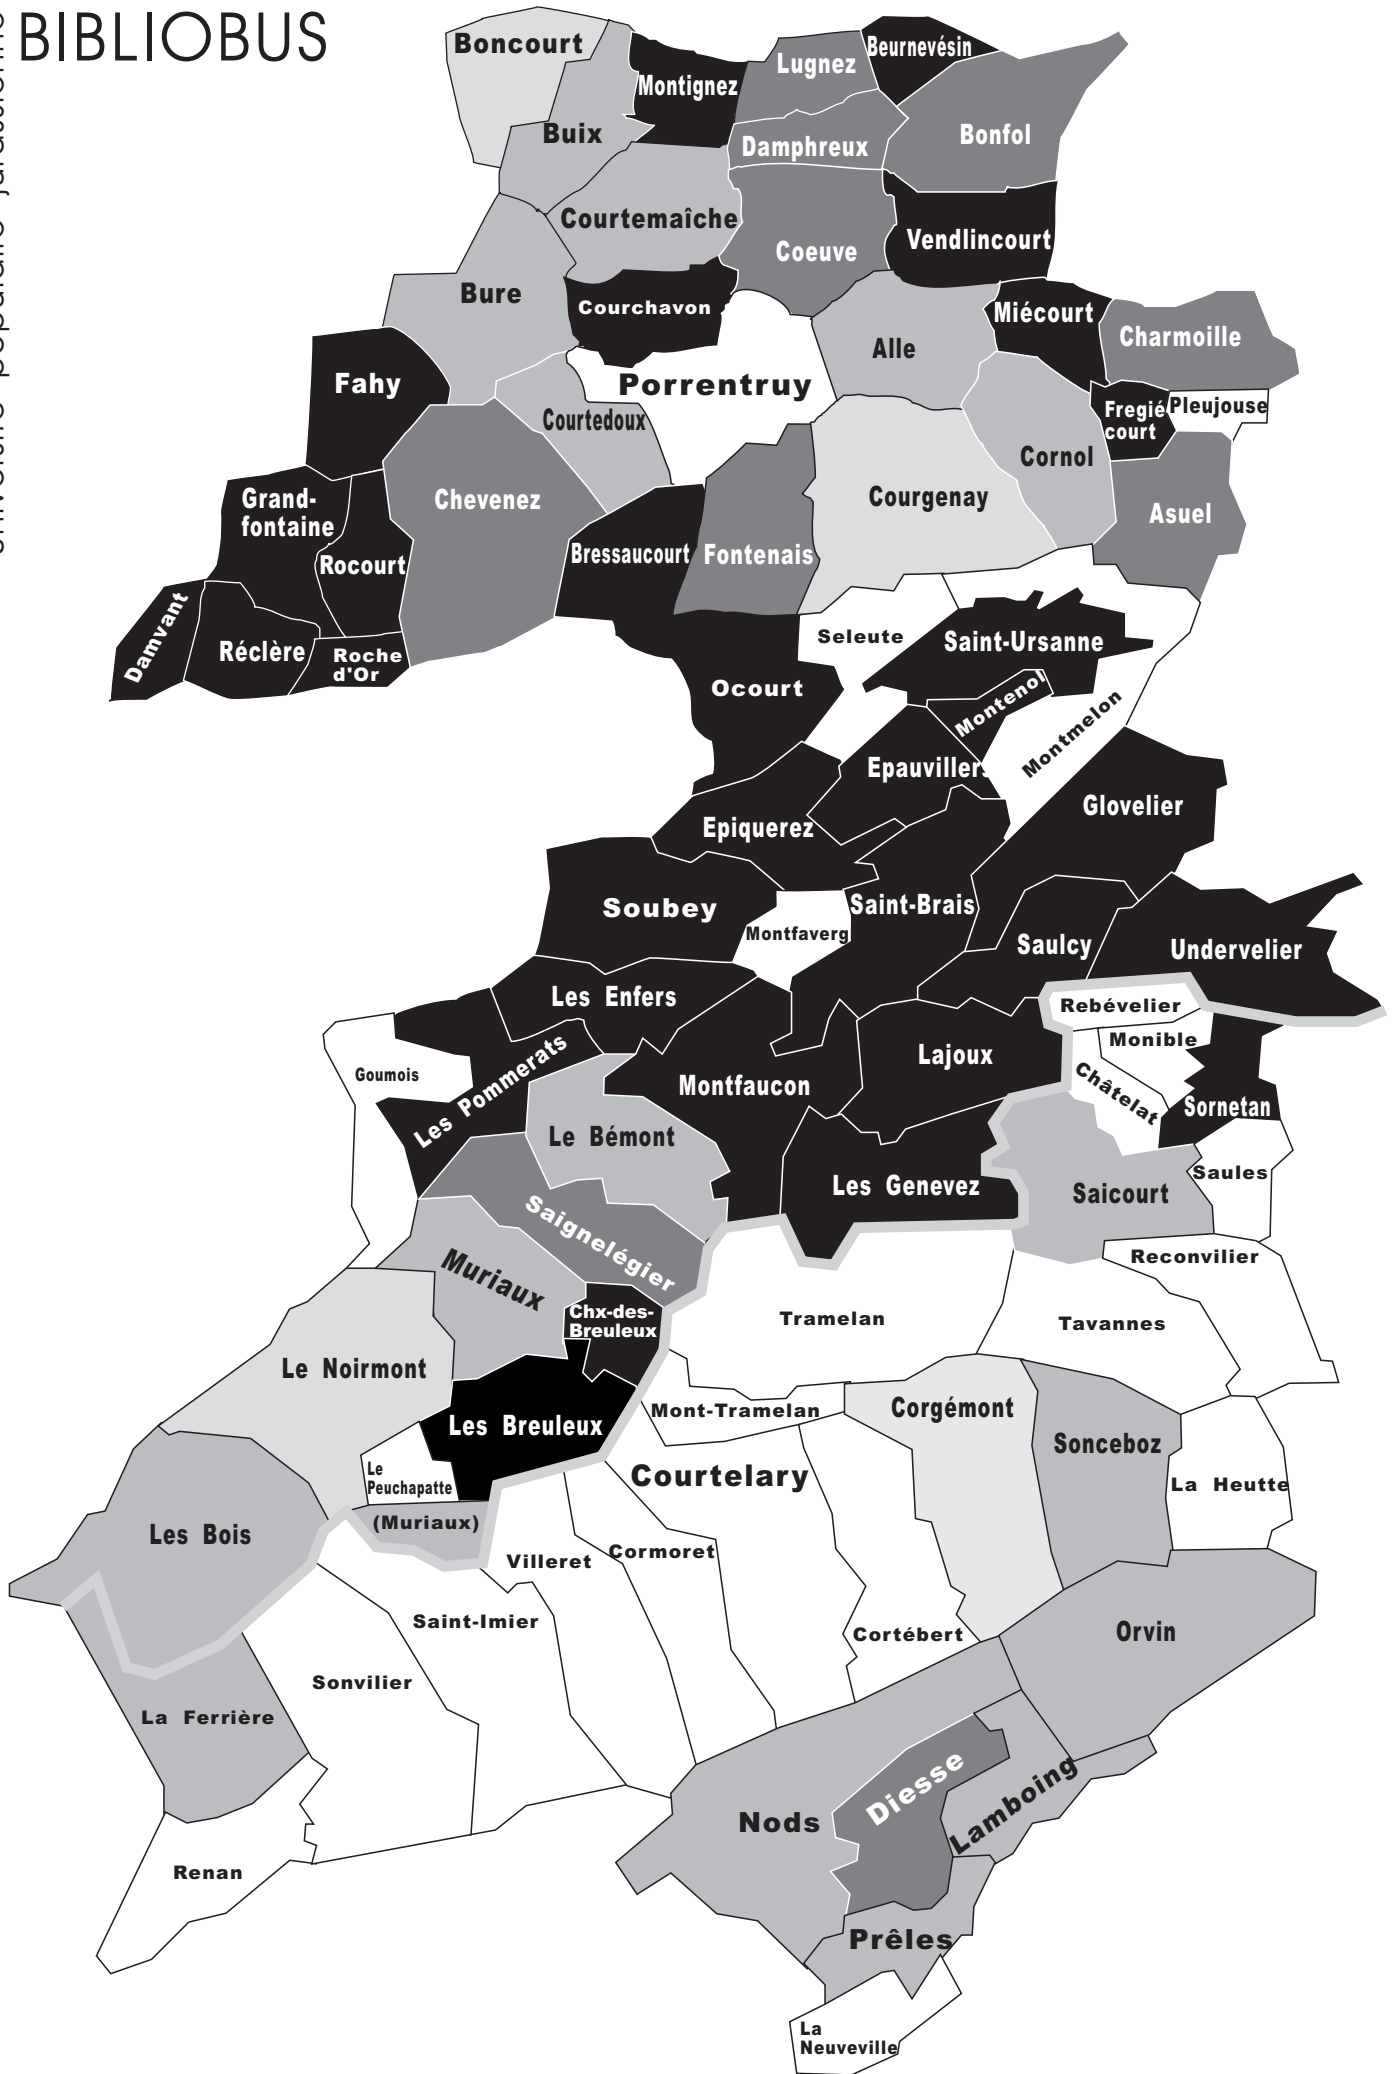 BIBLIOBUS
Boncourt
Beurnevésin
Lugnez
Montignez
Buix
Bonfol
Damphreux
Courtemaîche
Vendlincourt
Coeuve
Bure
Courchavon
Miécourt
Charmoille
Alle
Fahy
Porrentruy
Courtedoux
Fregié
court
Pleujouse
Cornol
Grand-
fontaine
Chevenez
Courgenay
Asuel
Rocourt
Bressaucourt
Fontenais
Damvant
Réclère
Roche
d'Or
Seleute
Saint-Ursanne
Ocourt
Montenol
Montmelon
Epauvillers
Glovelier
Epiquerez
Soubey
Saint-Brais
Montfaverg
Saulcy
Undervelier
Les Enfers
Rebévelier
Monible
Goumois
Les Pommerats
Lajoux
Montfaucon
Châtelat
Sornetan
Le Bémont
Saules
Les Genevez
Saicourt
Saignelégier
Reconvilier
Muriaux
Chx-des-
Breuleux
Tramelan
Tavannes
Le Noirmont
Mont-Tramelan
Corgémont
Les Breuleux
Sonceboz
Le
Peuchapatte
Courtelary
La Heutte
(Muriaux)
Les Bois
Villeret
Cormoret
Saint-Imier
Cortébert
Orvin
Sonvilier
La Ferrière
Diesse
Lamboing
Nods
Renan
Prêles
La
Neuveville